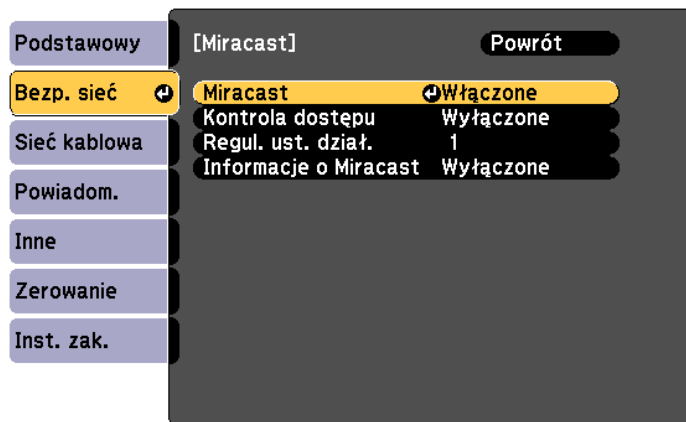 Podstawowy
Bezp. sieć
Sieć kablowa
Powiadom.
Inne
Zerowanie
Inst. zak.
[Miracast] Powrót
Miracast Włączone
Kontrola dostępu Wyłączone
Regul. ust. dział. 1
Informacje o Miracast Wyłączone